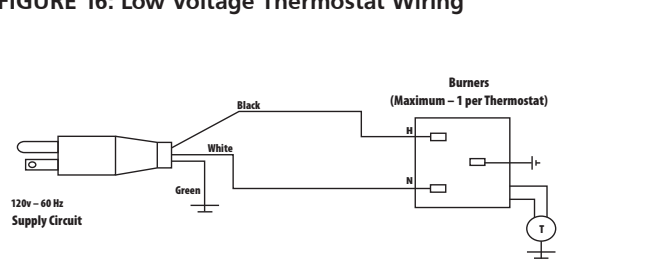 FIGURE 16: Low Voltage Thermostat Wiring
Burners
(Maximum – 1 per Thermostat)
Black
H
White
N
Green
120v – 60 Hz
Supply Circuit
T